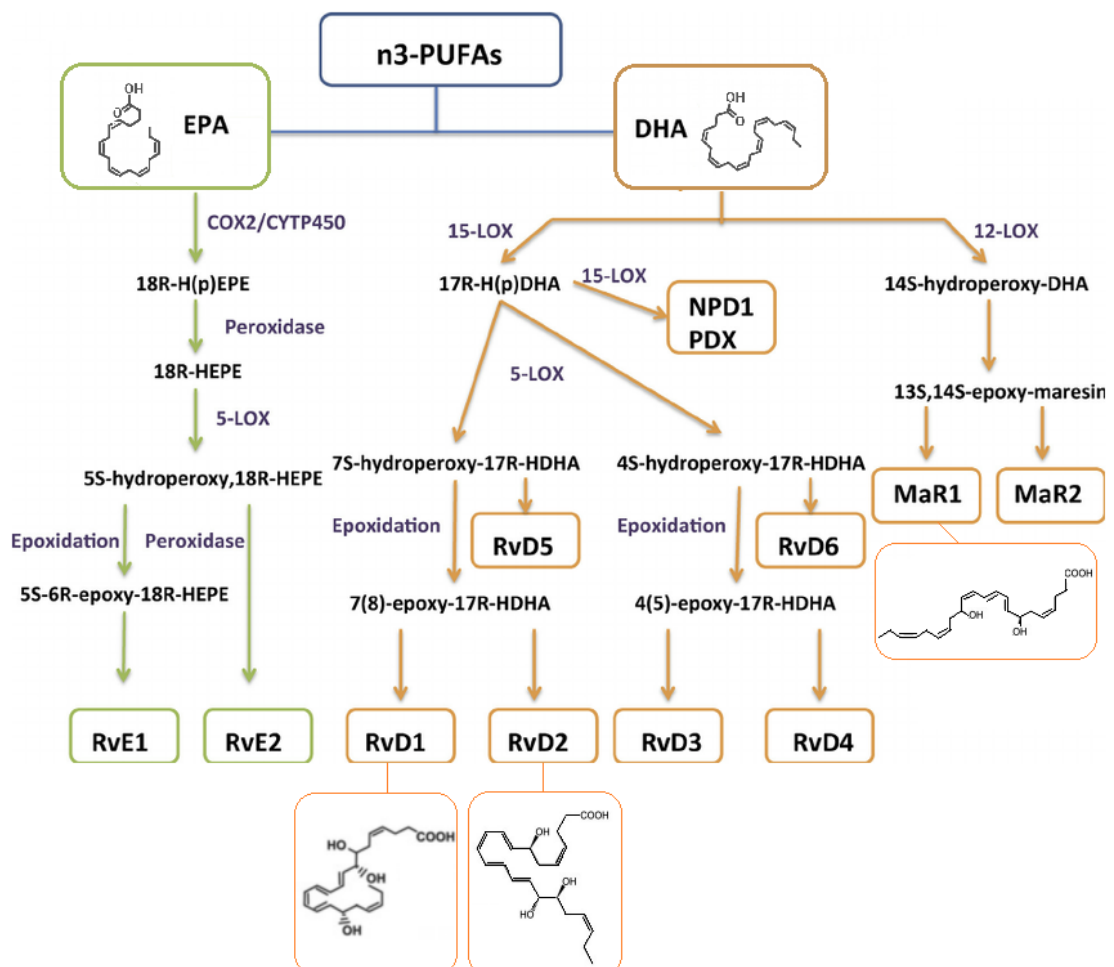 n3-PUFAs
OH
O
EPA
DHA
OH
O
COX2/CYTP450
15-LOX
12-LOX
18R-H(p)EPE
17R-H(p)DHA
15-LOX
14S-hydroperoxy-DHA
NPD1
PDX
Peroxidase
18R-HEPE
5-LOX
13S,14S-epoxy-maresin
5-LOX
5S-hydroperoxy,18R-HEPE
7S-hydroperoxy-17R-HDHA
4S-hydroperoxy-17R-HDHA
MaR1
MaR2
Epoxidation
Peroxidase
Epoxidation
RvD5
Epoxidation
RvD6
5S-6R-epoxy-18R-HEPE
7(8)-epoxy-17R-HDHA
4(5)-epoxy-17R-HDHA
COOH
OH
OH
RvE1
RvE2
RvD1
RvD2
RvD3
RvD4
COOH
HO
OH
OH
COOH
OH
OH
HO